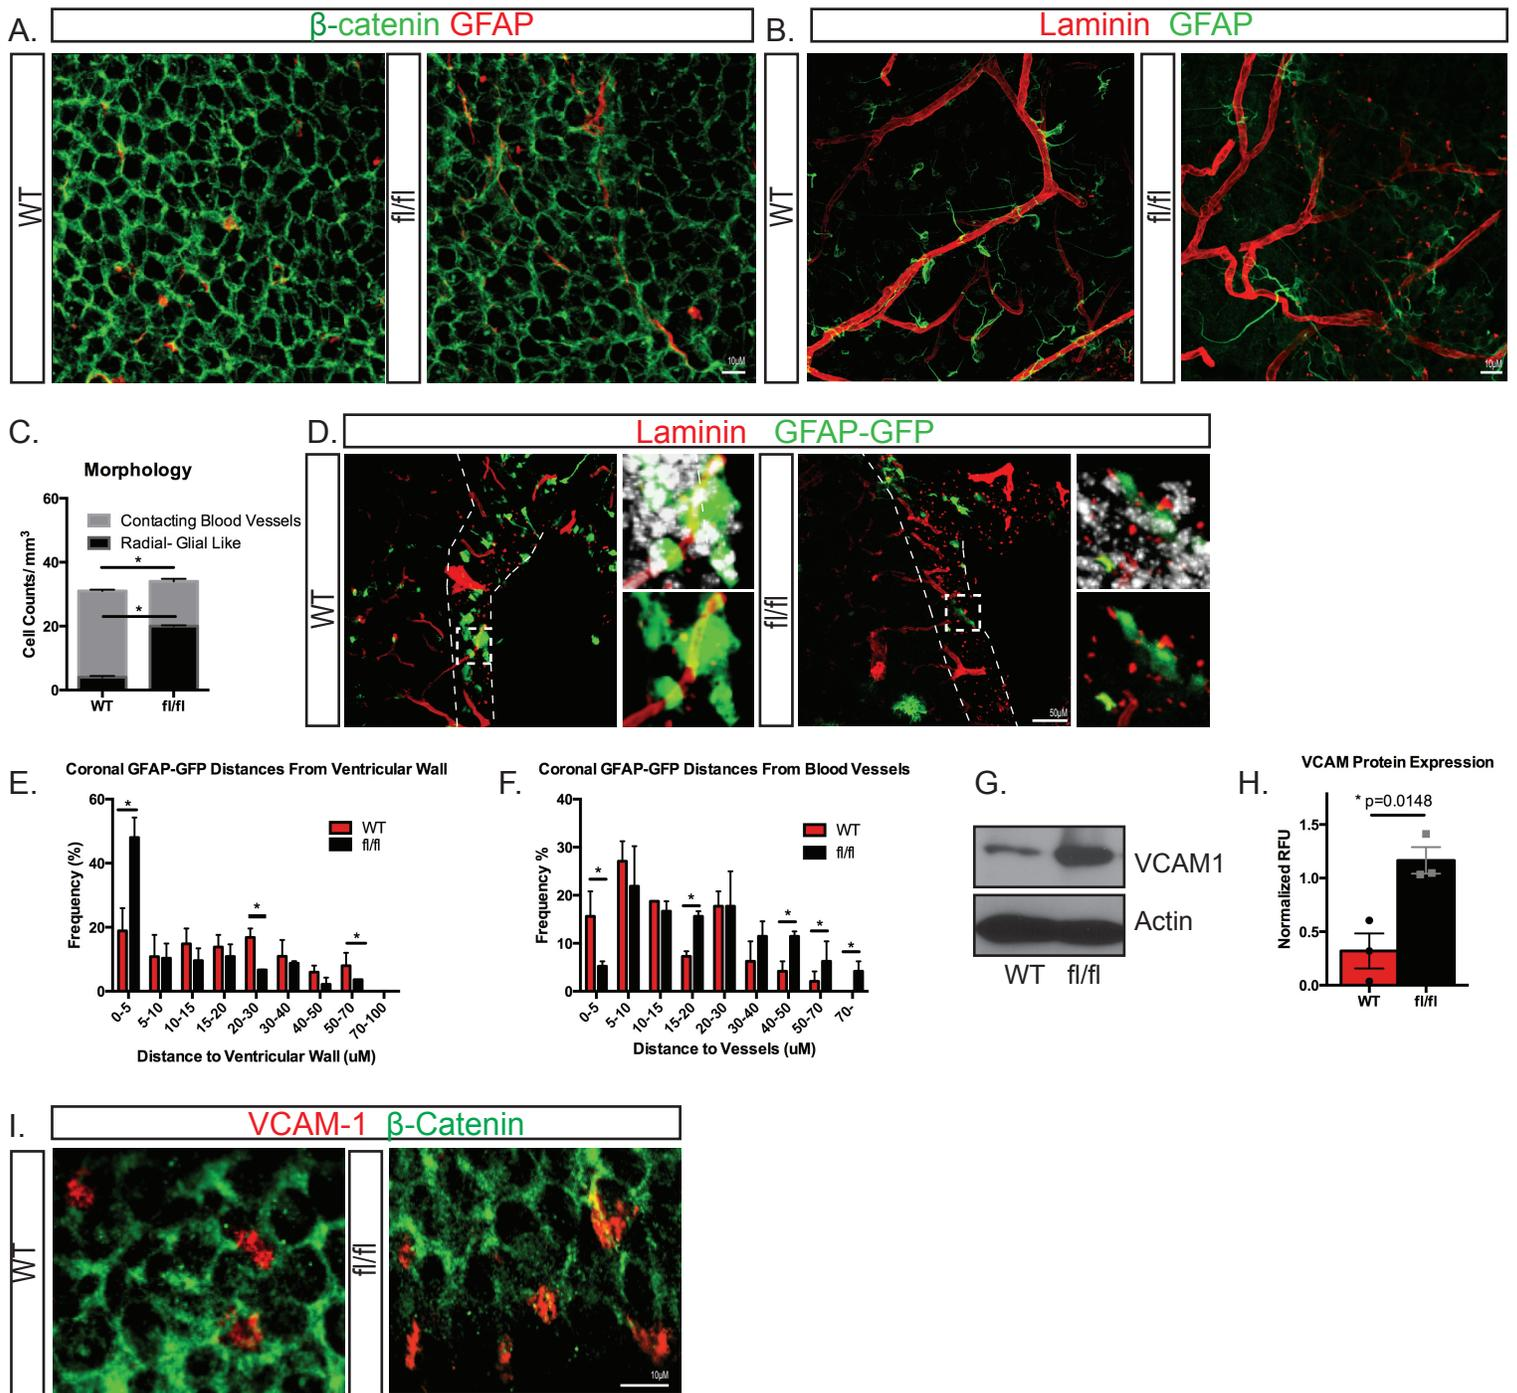 A.
β-catenin GFAP
WT
fl/fl
10µM
B.
Laminin GFAP
WT
fl/fl
10µM
C.
Morphology
Cell Counts/ mm3
60
40
20
0
Contacting Blood Vessels
Radial- Glial Like
*
*
WT fl/fl
D.
Laminin GFAP-GFP
WT
fl/fl
50µM
E.
Coronal GFAP-GFP Distances From Ventricular Wall
Frequency (%)
60
40
20
0
*
*
*
WT
fl/fl
0-5 5-10 10-15 15-20 20-30 30-40 40-50 50-70 70-100
Distance to Ventricular Wall (uM)
F.
Coronal GFAP-GFP Distances From Blood Vessels
Frequency %
40
30
20
10
0
*
*
*
*
*
WT
fl/fl
0-5 5-10 10-15 15-20 20-30 30-40 40-50 50-70 70-
Distance to Vessels (uM)
G.
VCAM1
Actin
WT fl/fl
H.
VCAM Protein Expression
* p=0.0148
Normalized RFU
1.5
1.0
0.5
0.0
WT fl/fl
I.
VCAM-1 β-Catenin
WT
fl/fl
10µM